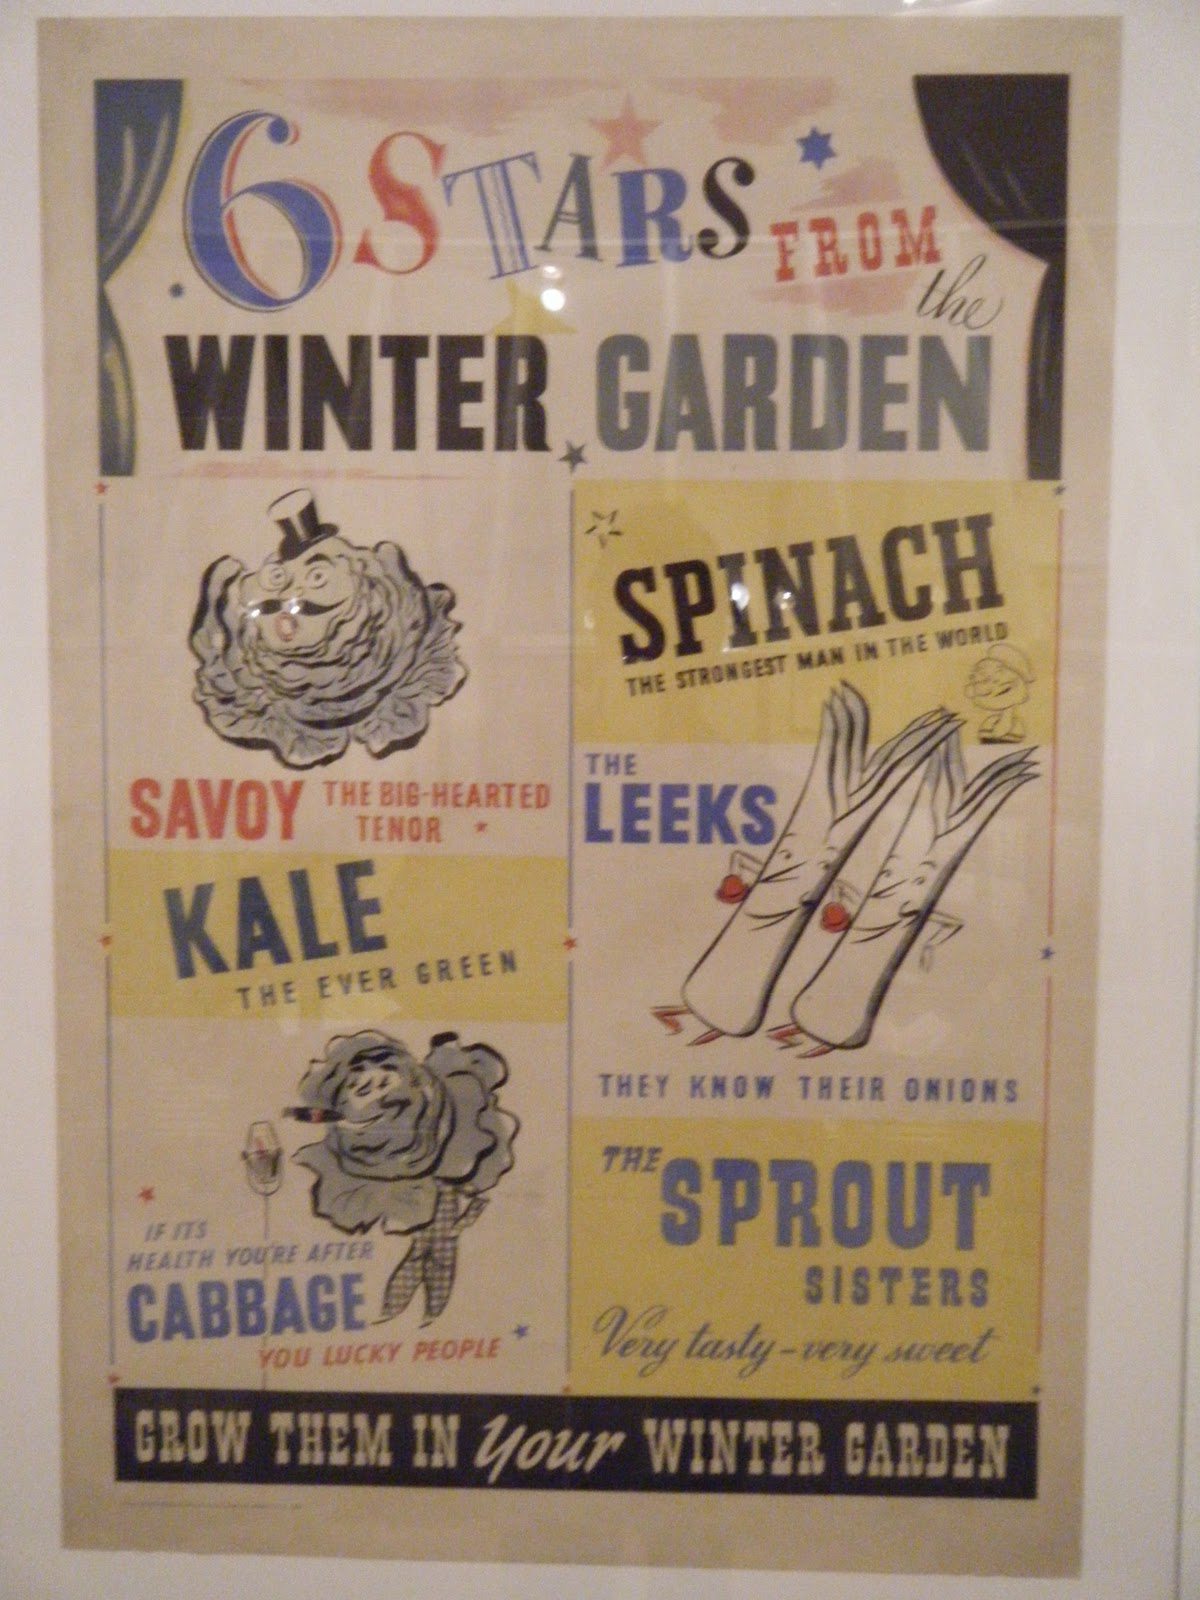 6 STARS FROM
the
WINTER GARDEN
SAVOY THE BIG-HEARTED
TENOR
KALE
THE EVER GREEN
IF ITS
HEALTH YOU'RE AFTER
CABBAGE
YOU LUCKY PEOPLE
SPINACH
THE STRONGEST MAN IN THE WORLD
THE
LEEKS
THEY KNOW THEIR ONIONS
THE
SPROUT
SISTERS
Very tasty - very sweet
GROW THEM IN Your WINTER GARDEN